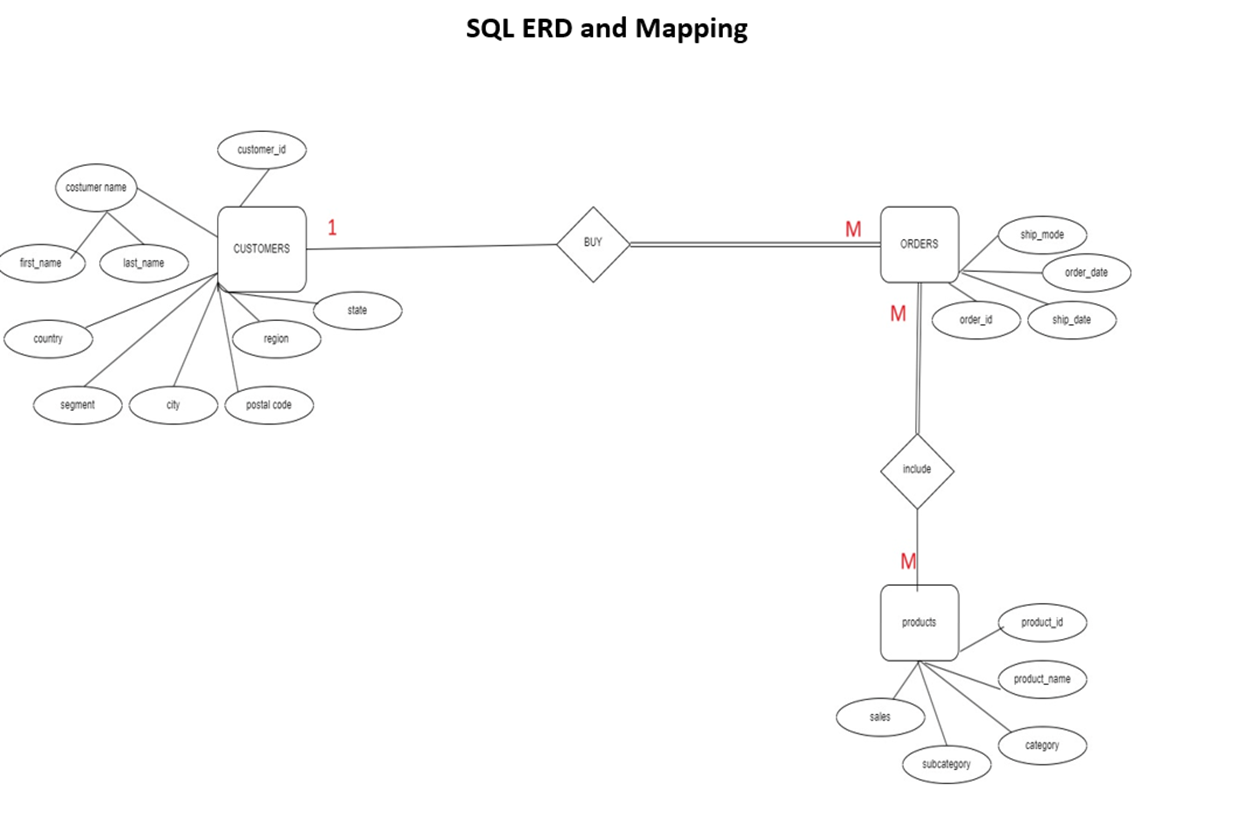 SQL ERD and Mapping
customer_id
costumer name
first_name
last_name
CUSTOMERS
1
BUY
M
ORDERS
ship_mode
order_date
order_id
ship_date
M
state
region
country
segment
city
postal code
include
M
products
product_id
product_name
sales
category
subcategory